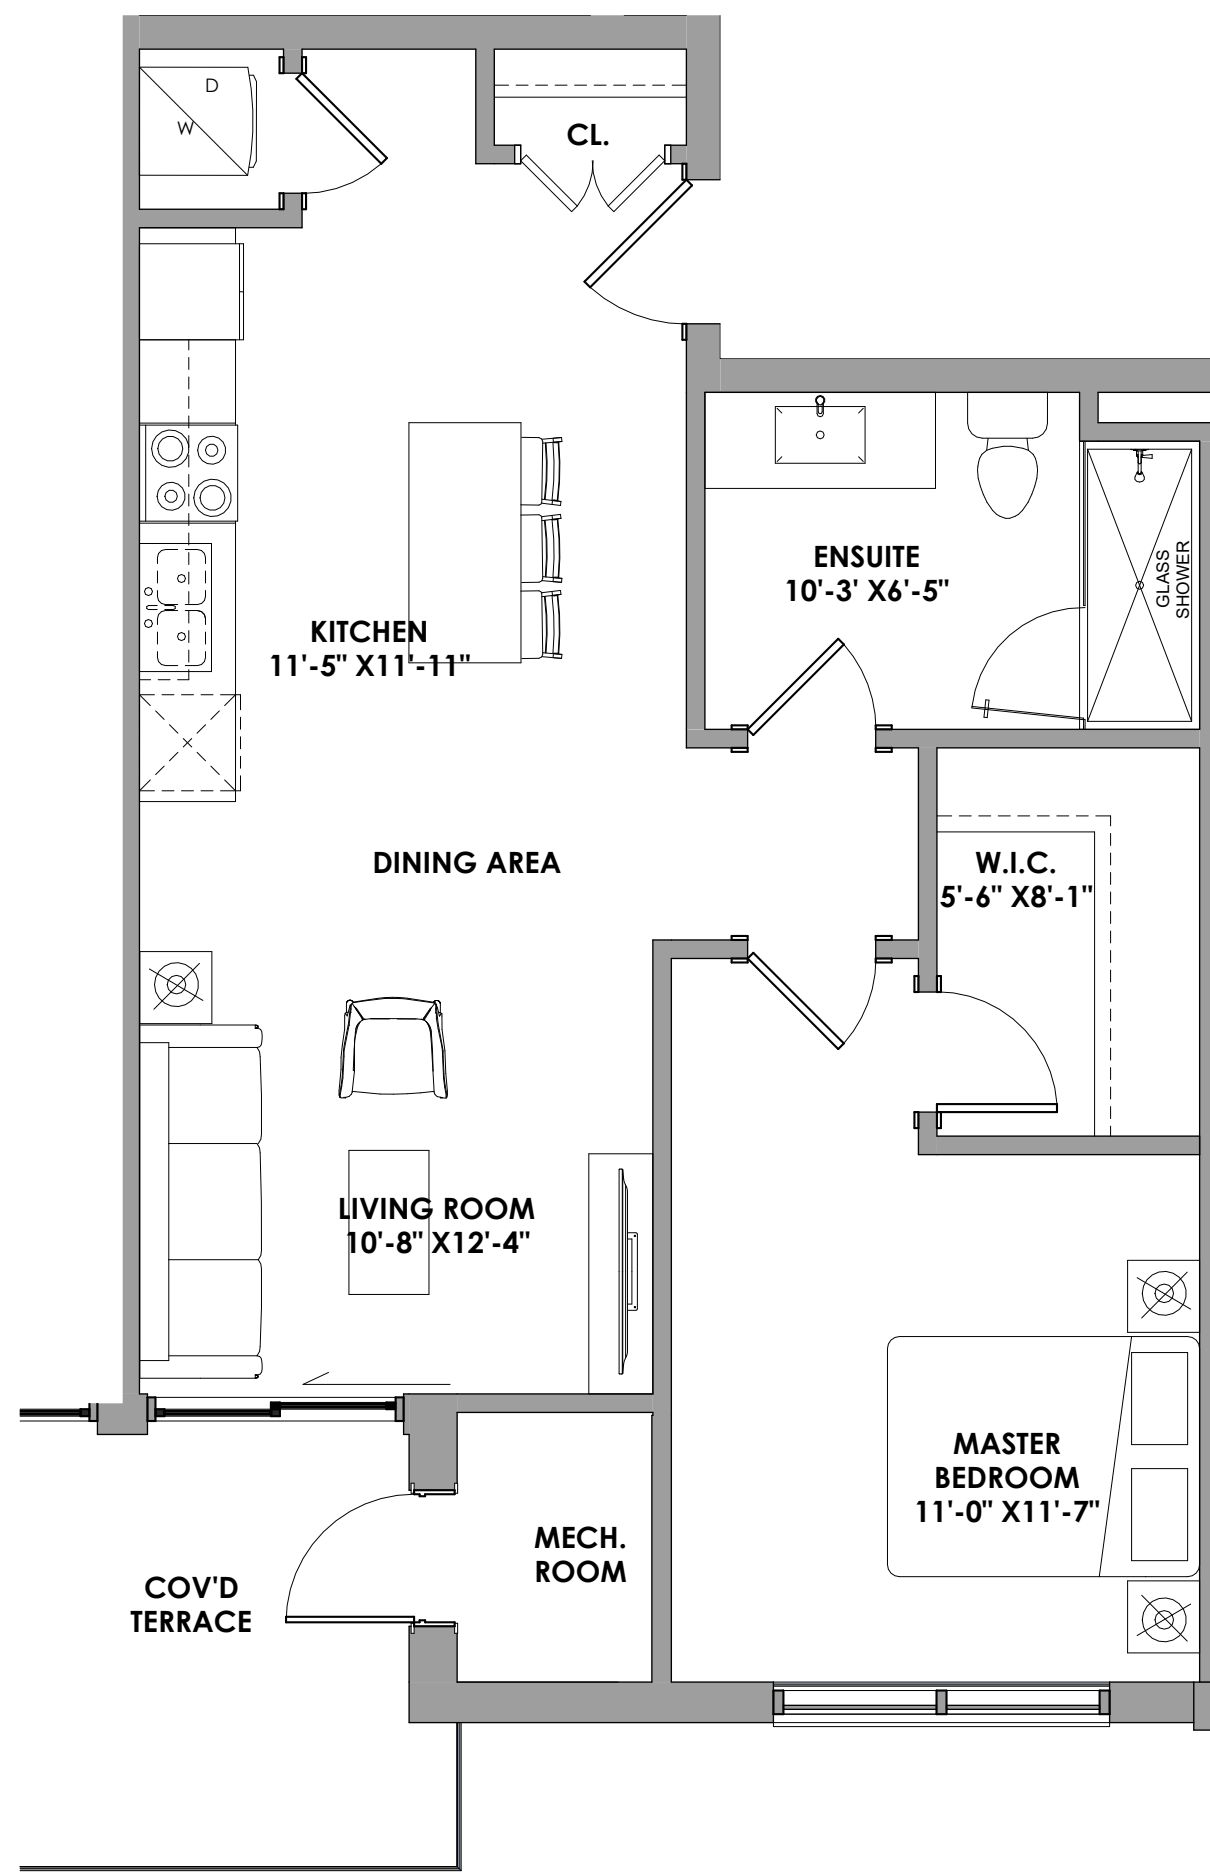 D
W
CL.
ENSUITE
10'-3' X6'-5"
GLASS
SHOWER
KITCHEN
11'-5" X11'-11"
DINING AREA
W.I.C.
5'-6" X8'-1"
LIVING ROOM
10'-8" X12'-4"
MASTER
BEDROOM
11'-0" X11'-7"
MECH.
ROOM
COV'D
TERRACE